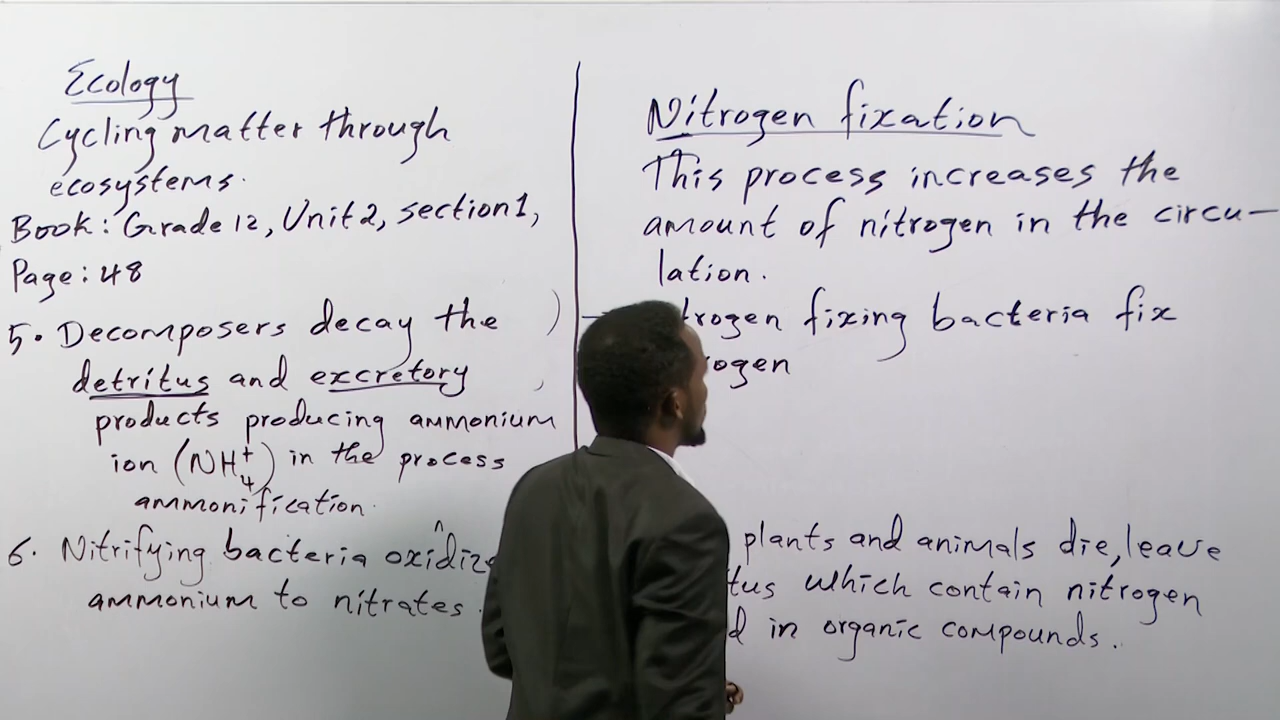 Ecology
Cycling matter through
ecosystems.
Book: Grade 12, Unit 2, section 1,
Page: 48
5. Decomposers decay the
detritus and excretory
products producing ammonium
ion (NH4+) in the process
ammonification.
6. Nitrifying bacteria
ammonium to nitrates.
Nitrogen fixation
This process increases the
amount of nitrogen in the circu-
lation.
fixing bacteria fix
plants and animals die, leave
which contain nitrogen
in organic compounds.